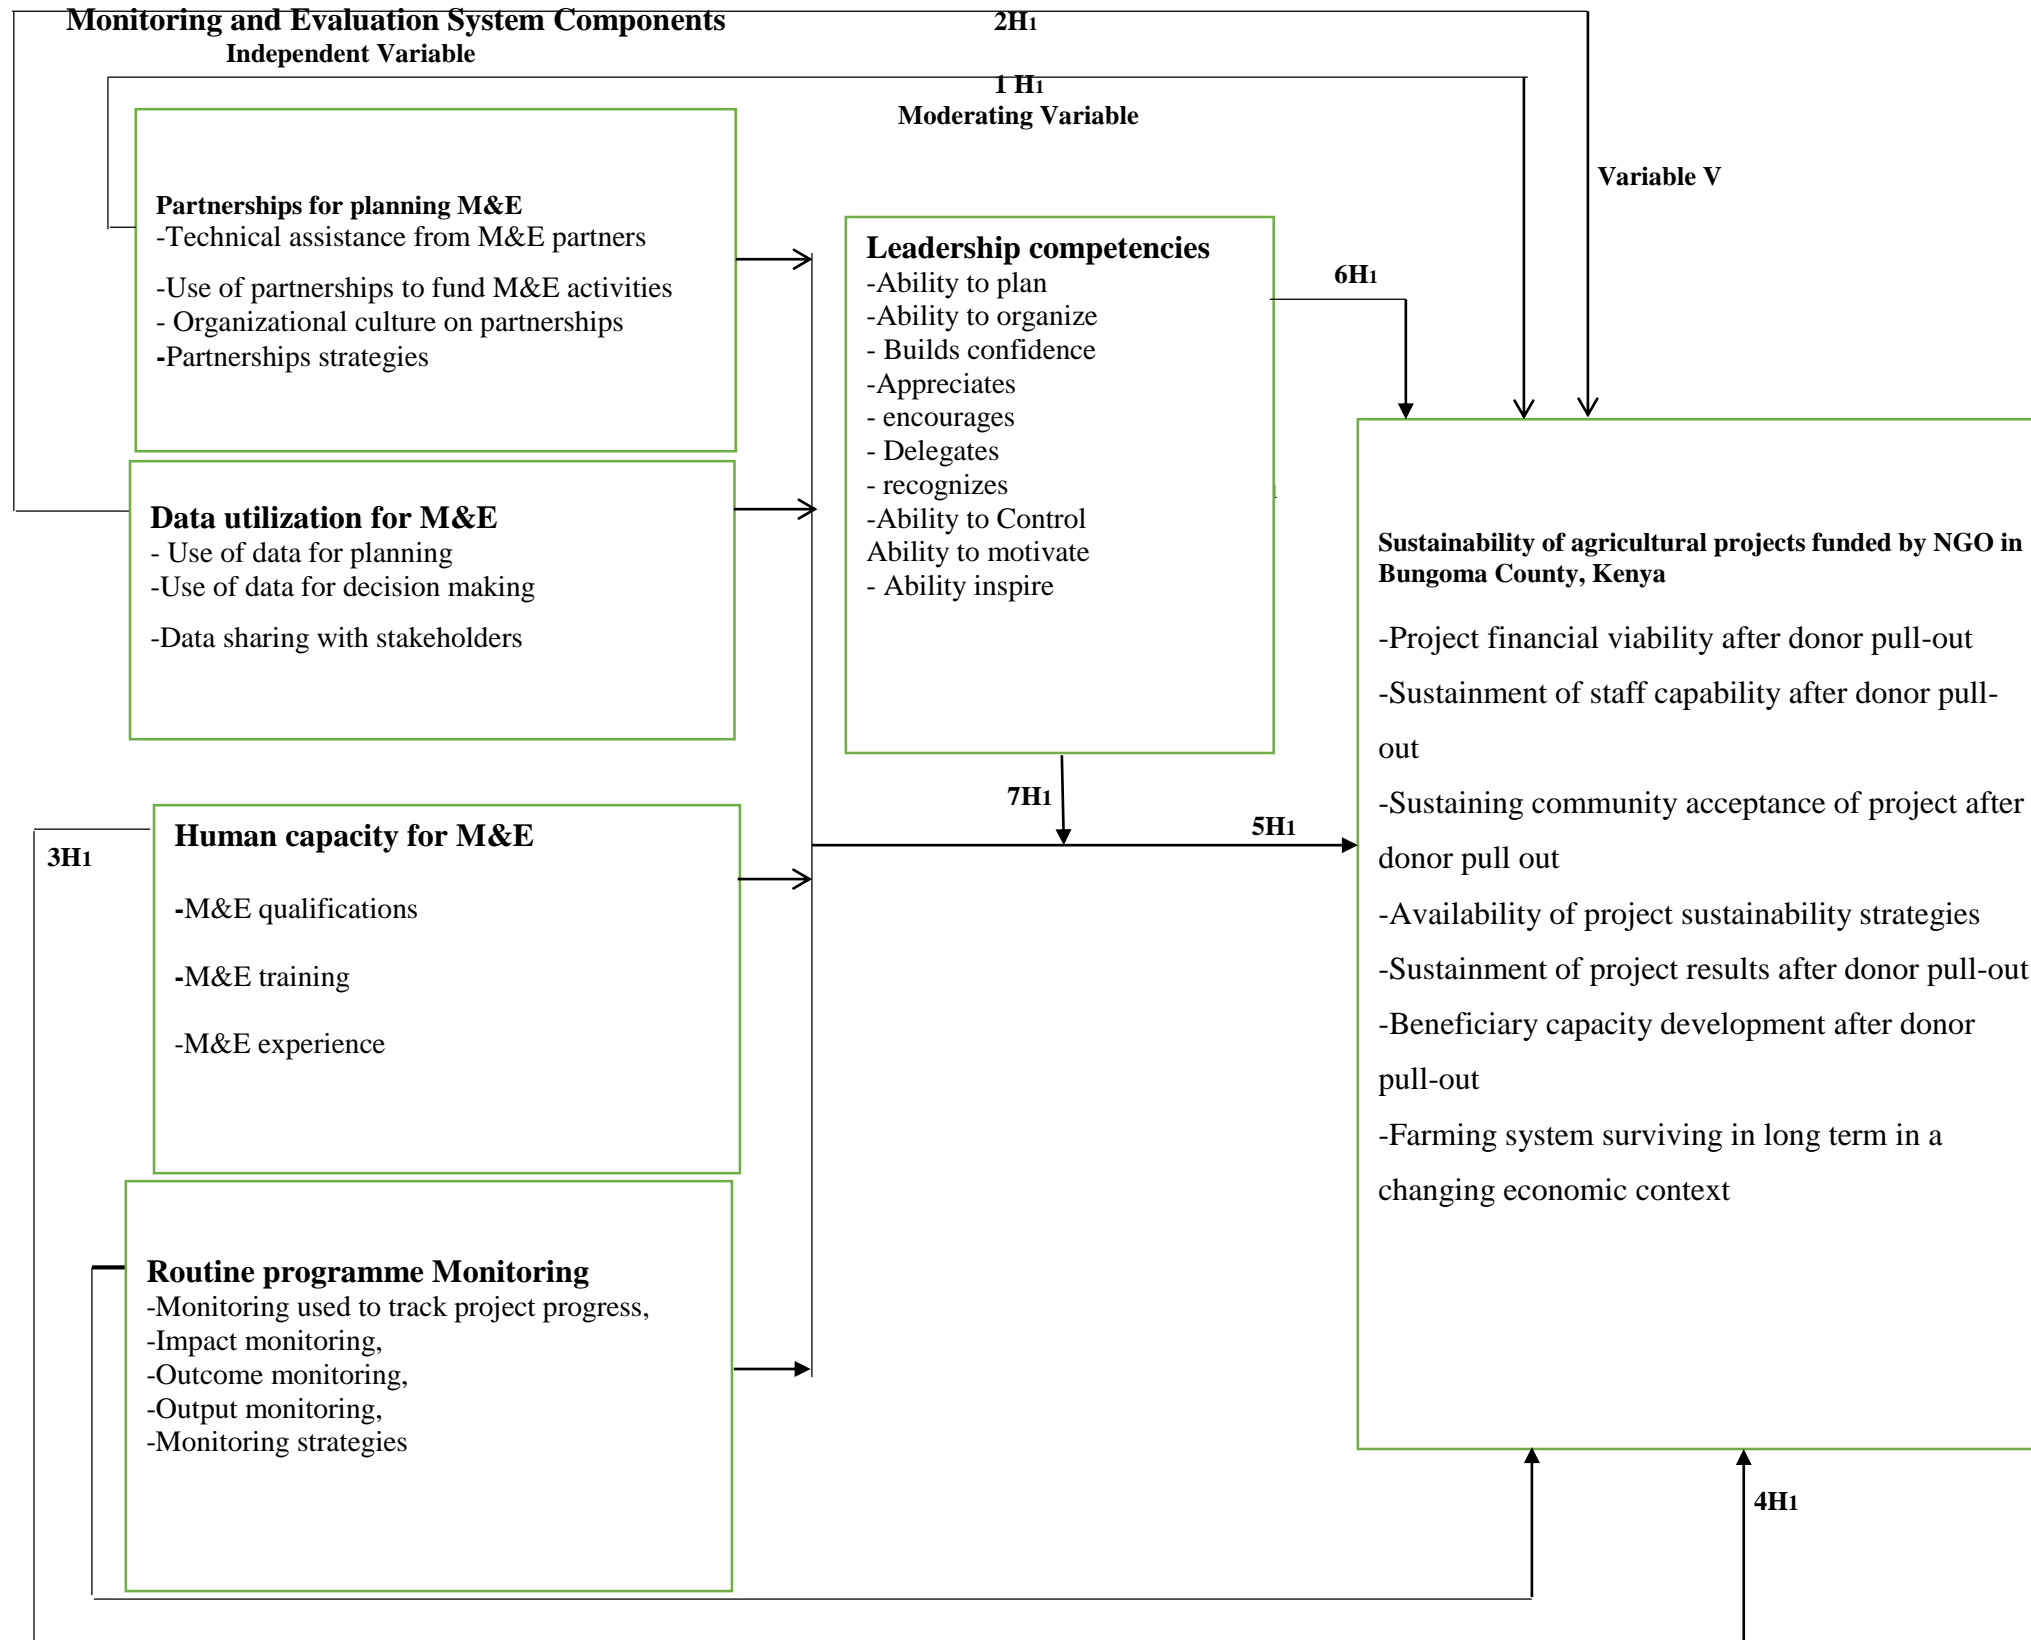 Monitoring and Evaluation System Components
2H1
Independent Variable
1 H1
Moderating Variable
Variable V
Partnerships for planning M&E
-Technical assistance from M&E partners
-Use of partnerships to fund M&E activities
- Organizational culture on partnerships
-Partnerships strategies
Data utilization for M&E
- Use of data for planning
-Use of data for decision making
-Data sharing with stakeholders
3H1
Human capacity for M&E
-M&E qualifications
-M&E training
-M&E experience
Routine programme Monitoring
-Monitoring used to track project progress,
-Impact monitoring,
-Outcome monitoring,
-Output monitoring,
-Monitoring strategies
Leadership competencies
-Ability to plan
-Ability to organize
- Builds confidence
-Appreciates
- encourages
- Delegates
- recognizes
-Ability to Control
Ability to motivate
- Ability inspire
6H1
7H1
5H1
Sustainability of agricultural projects funded by NGO in
Bungoma County, Kenya
-Project financial viability after donor pull-out
-Sustainment of staff capability after donor pull-
out
-Sustaining community acceptance of project after
donor pull out
-Availability of project sustainability strategies
-Sustainment of project results after donor pull-out
-Beneficiary capacity development after donor
pull-out
-Farming system surviving in long term in a
changing economic context
4H1